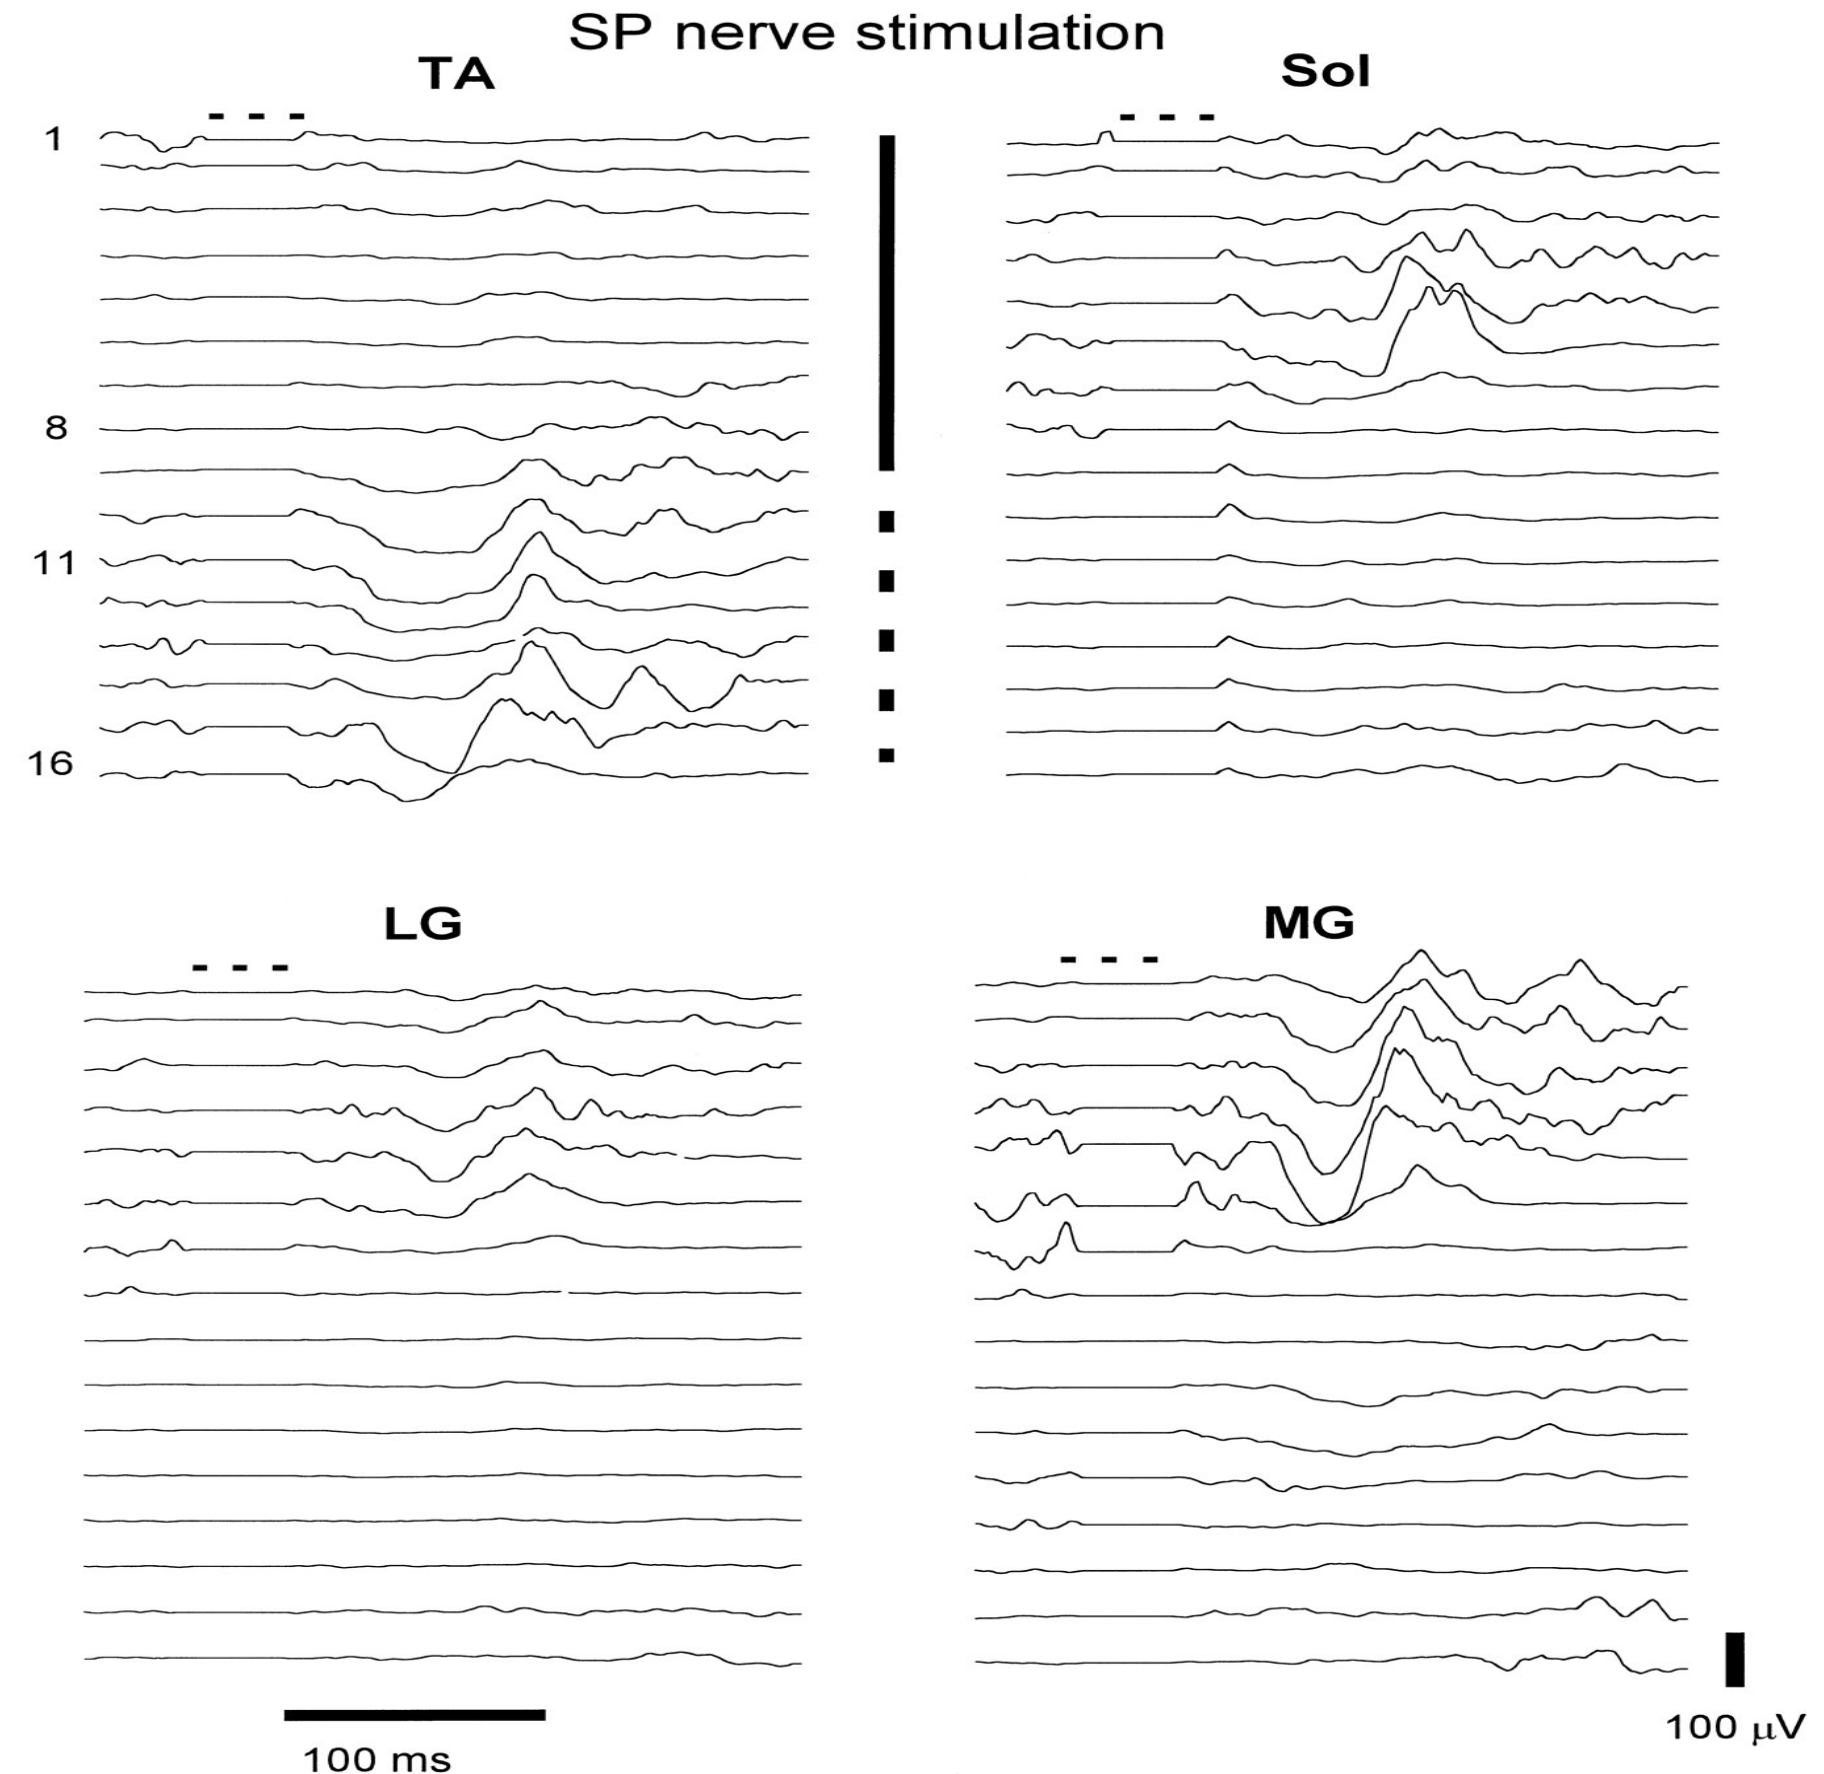 SP nerve stimulation
TA
Sol
1
8
11
16
LG
MG
100 ms
100 μV